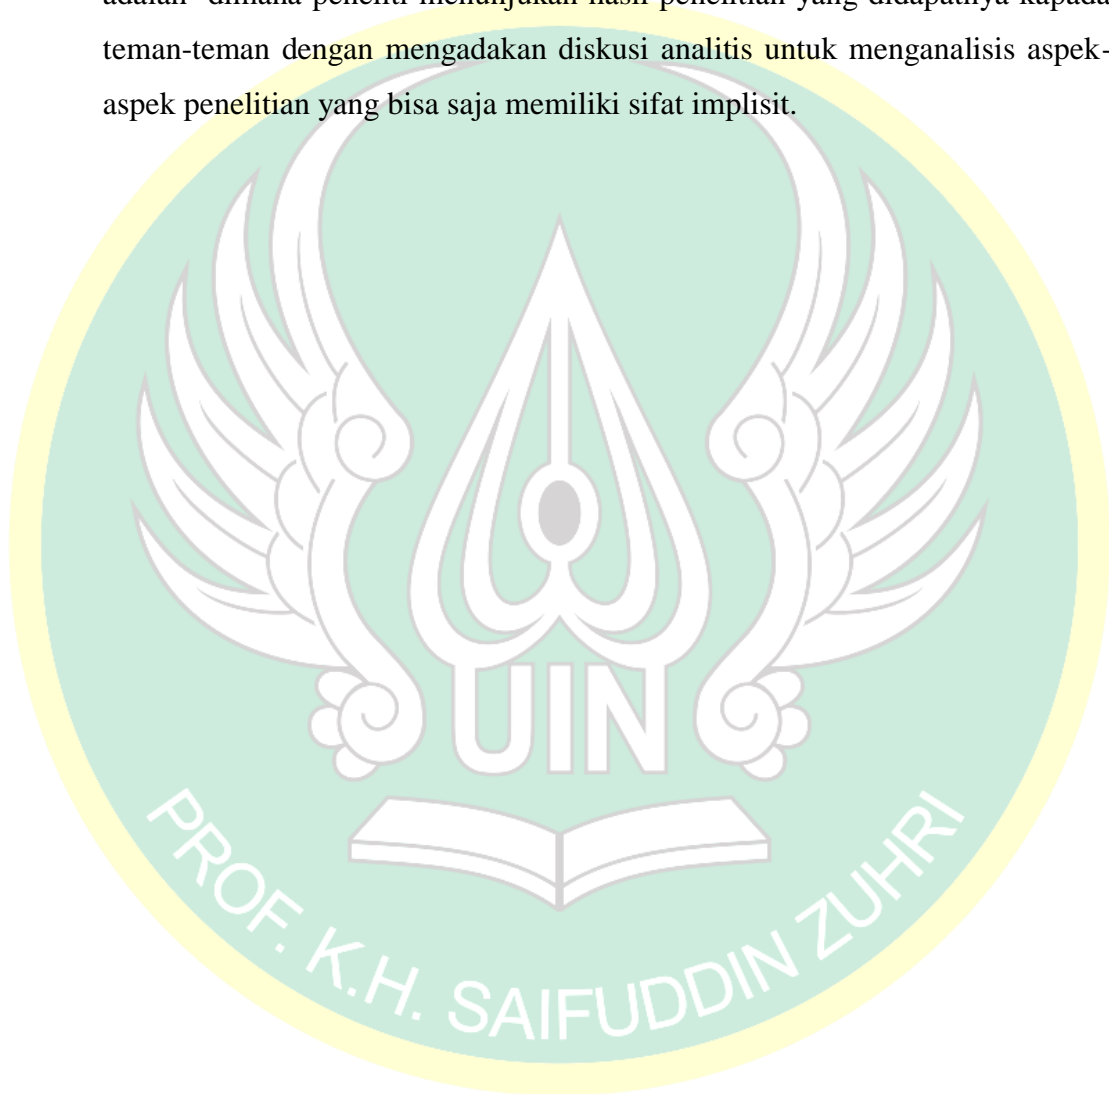 adalah dimana peneliti menunjukan hasil penelitian yang didapatnya kapada
teman-teman dengan mengadakan diskusi analitis untuk menganalisis aspek-
aspek penelitian yang bisa saja memiliki sifat implisit.
UIN
PROF. K.H. SAIFUDDIN ZUHRI